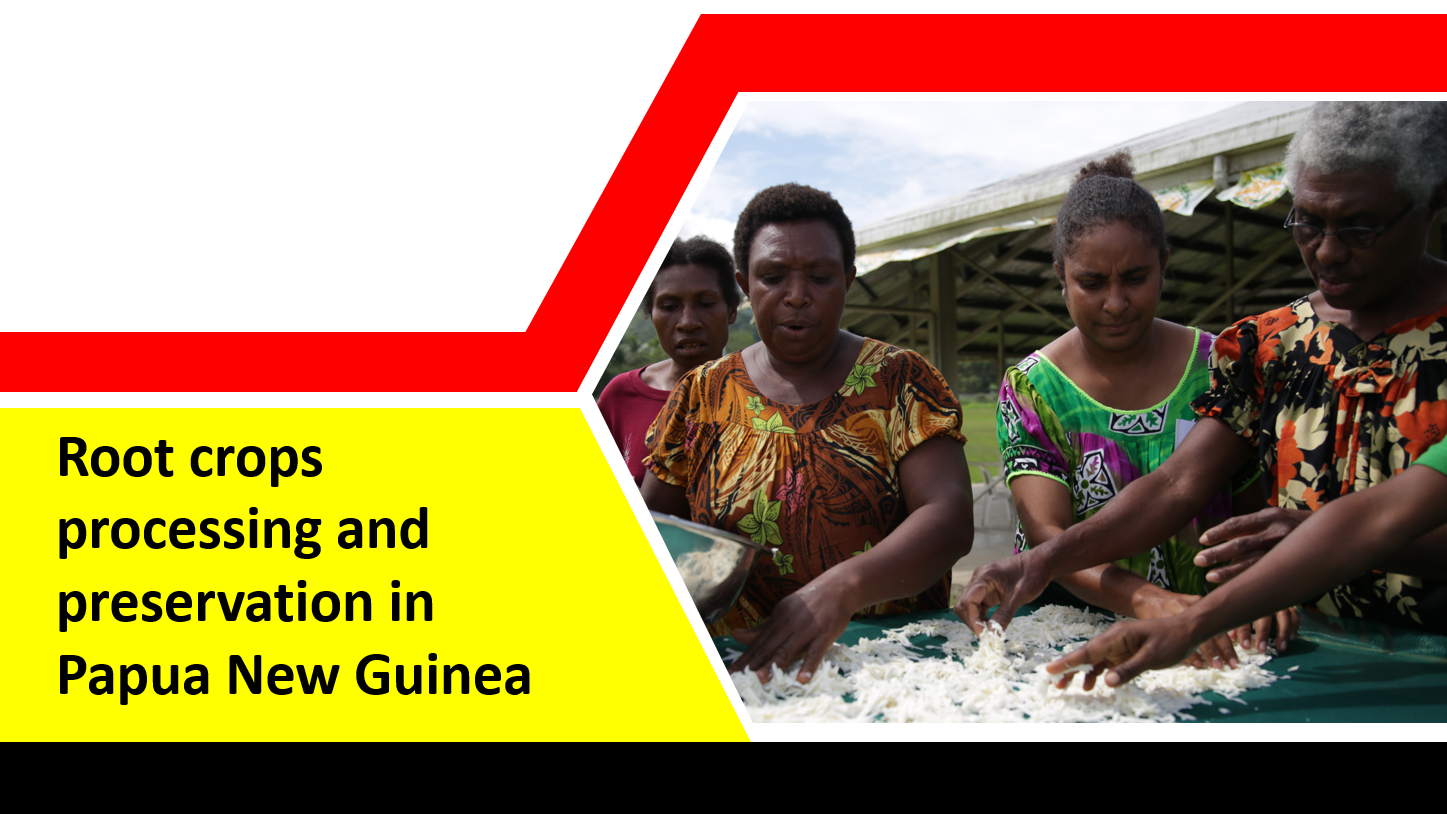 Root crops
processing and
preservation in
Papua New Guinea